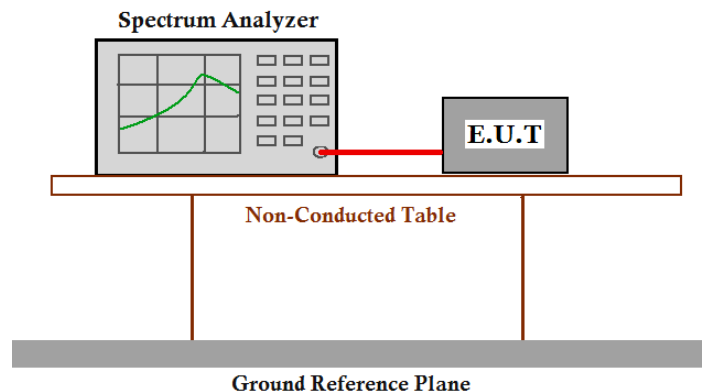 Spectrum Analyzer
E.U.T
Non-Conducted Table
Ground Reference Plane